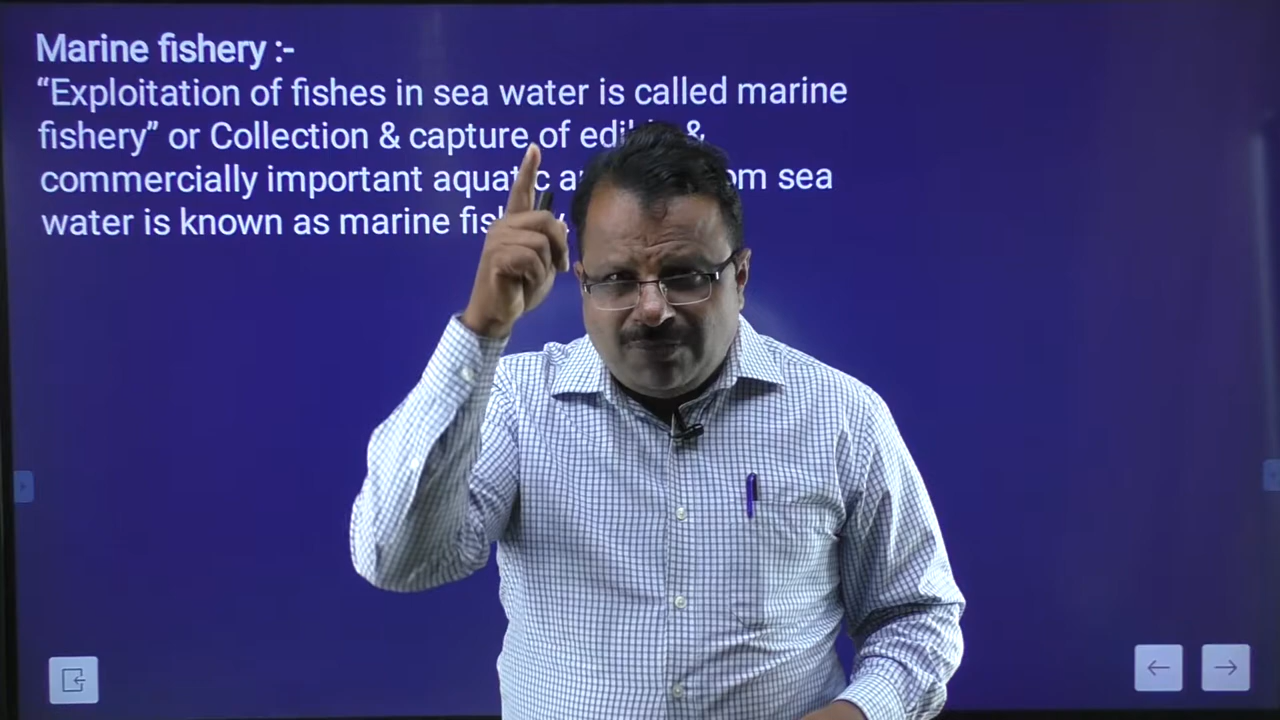 Marine fishery :-
“Exploitation of fishes in sea water is called marine
fishery” or Collection & capture of &
commercially important sea
water is known as marine